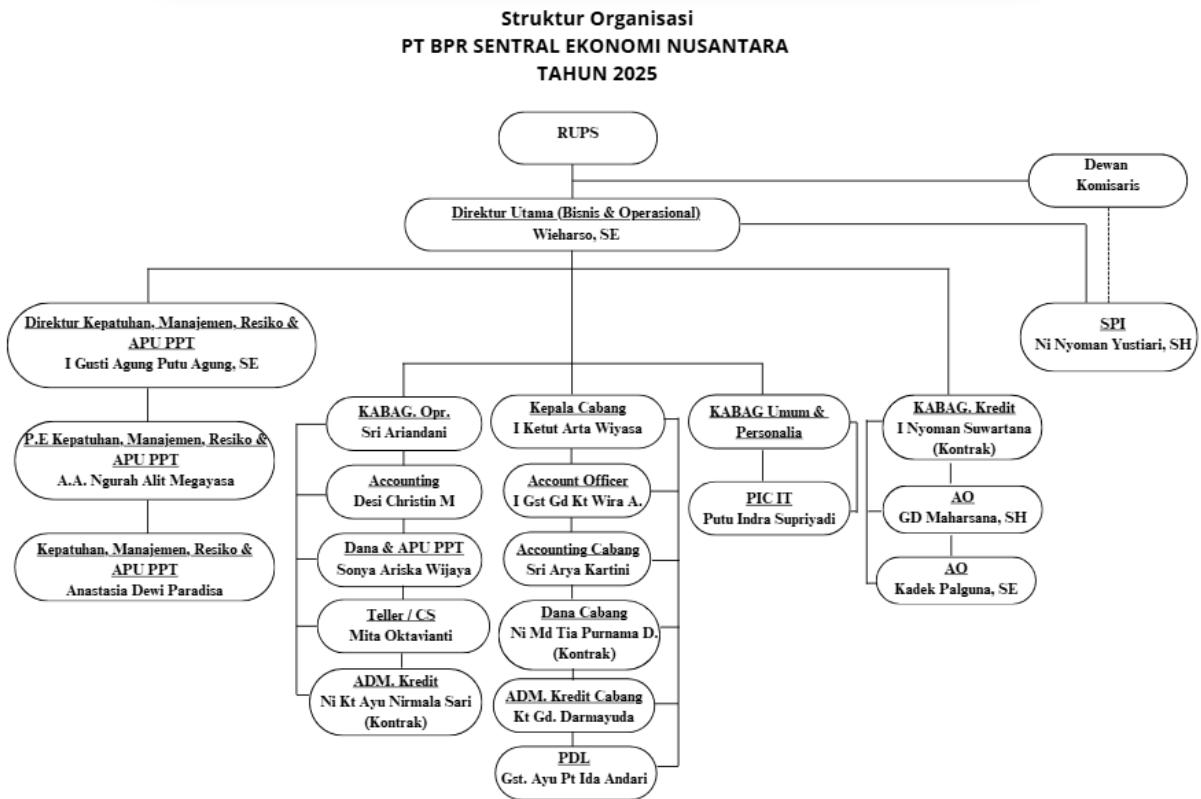 Struktur Organisasi
PT BPR SENTRAL EKONOMI NUSANTARA
TAHUN 2025
RUPS
Dewan
Komisaris
Direktur Utama (Bisnis & Operasional)
Wieharso, SE
Direktur Kepatuhan, Manajemen, Resiko &
APU PPT
I Gusti Agung Putu Agung, SE
SPI
Ni Nyoman Yustiari, SH
P.E Kepatuhan, Manajemen, Resiko &
APU PPT
A.A. Ngurah Alit Megayasa
Kepatuhan, Manajemen, Resiko &
APU PPT
Anastasia Dewi Paradisa
KABAG. Opr.
Sri Ariandani
Accounting
Desi Christin M
Dana & APU PPT
Sonya Ariska Wijaya
Teller / CS
Mita Oktavianti
ADM. Kredit
Ni Kt Ayu Nirmala Sari
(Kontrak)
Kepala Cabang
I Ketut Arta Wiyasa
Account Officer
I Gst Gd Kt Wira A.
Accounting Cabang
Sri Arya Kartini
Dana Cabang
Ni Md Tia Purnama D.
(Kontrak)
ADM. Kredit Cabang
Kt Gd. Darmayuda
PDL
Gst. Ayu Pt Ida Andari
KABAG Umum &
Personalia
PIC IT
Putu Indra Supriyadi
KABAG. Kredit
I Nyoman Suwartana
(Kontrak)
AO
GD Maharsana, SH
AO
Kadek Palguna, SE